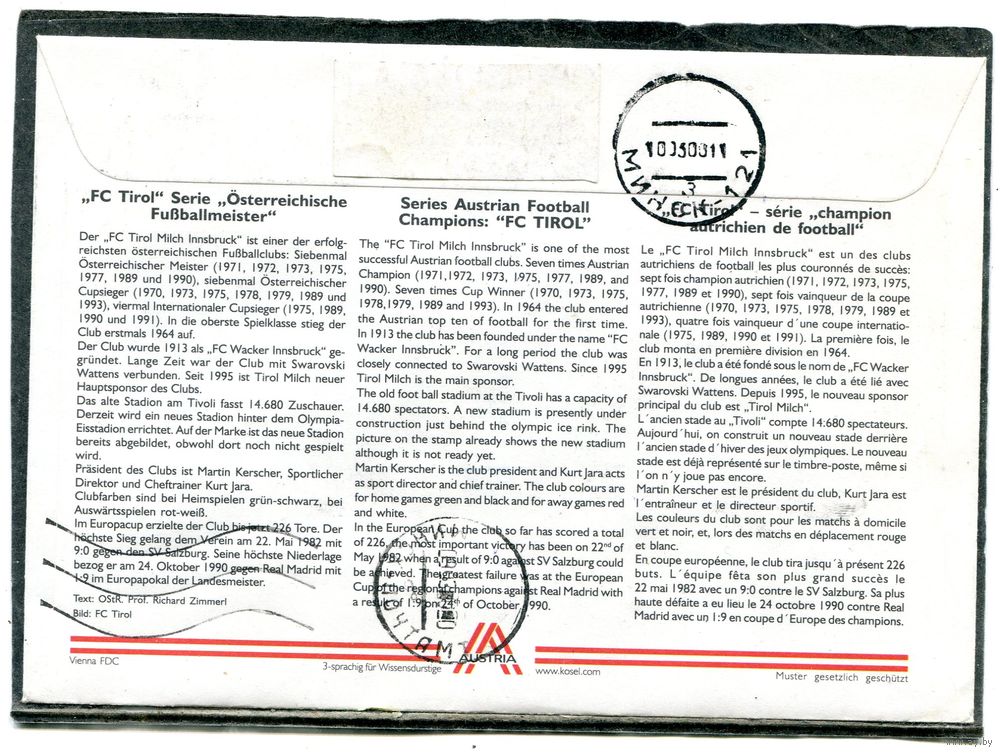 „FC Tirol“ Serie „Österreichische
Fußballmeister“
Der „FC Tirol Milch Innsbruck“ ist einer der erfolg-
reichsten österreichischen Fußballclubs: Siebenmal
Österreichischer Meister (1971, 1972, 1973, 1975,
1977, 1989 und 1990), siebenmal Österreichischer
Cupsieger (1970, 1973, 1975, 1978, 1979, 1989 und
1993), viermal Internationaler Cupsieger (1975, 1989,
1990 und 1991). In die oberste Spielklasse stieg der
Club erstmals 1964 auf.
Der Club wurde 1913 als „FC Wacker Innsbruck“ ge-
gründet. Lange Zeit war der Club mit Swarovski
Wattens verbunden. Seit 1995 ist Tirol Milch neuer
Hauptsponsor des Clubs.
Das alte Stadion am Tivoli fasst 14.680 Zuschauer.
Derzeit wird ein neues Stadion hinter dem Olympia-
Eisstadion errichtet. Auf der Marke ist das neue Stadion
bereits abgebildet, obwohl dort noch nicht gespielt
wird.
Präsident des Clubs ist Martin Kerscher, Sportlicher
Direktor und Cheftrainer Kurt Jara.
Clubfarben sind bei Heimspielen grün-schwarz, bei
Auswärtsspielen rot-weiß.
Im Europacup erzielte der Club bis jetzt 226 Tore. Der
höchste Sieg gelang dem Verein am 22. Mai 1982 mit
9:0 gegen den SV Salzburg. Seine höchste Niederlage
bezog er am 24. Oktober 1990 gegen Real Madrid mit
1:9 im Europapokal der Landesmeister.
Text: OStR. Prof. Richard Zimmerl
Bild: FC Tirol
Series Austrian Football
Champions: “FC TIROL”
The “FC Tirol Milch Innsbruck” is one of the most
successful Austrian football clubs. Seven times Austrian
Champion (1971,1972, 1973, 1975, 1977, 1989, and
1990). Seven times Cup Winner (1970, 1973, 1975,
1978,1979, 1989 and 1993). In 1964 the club entered
the Austrian top ten of football for the first time.
In 1913 the club has been founded under the name “FC
Wacker Innsbruck”. For a long period the club was
closely connected to Swarovski Wattens. Since 1995
Tirol Milch is the main sponsor.
The old foot ball stadium at the Tivoli has a capacity of
14.680 spectators. A new stadium is presently under
construction just behind the olympic ice rink. The
picture on the stamp already shows the new stadium
although it is not ready yet.
Martin Kerscher is the club president and Kurt Jara acts
as sport director and chief trainer. The club colours are
for home games green and black and for away games red
and white.
In the European Cup the club so far has scored a total
of 226, the most important victory has been on 22nd of
May 1982 when a result of 9:0 against SV Salzburg could
be achieved. The greatest failure was at the European
Cup of the regional champions against Real Madrid with
a result of 1:9 on 24th of October 1990.
„FC Tirol“ – série „champion
autrichien de football“
Le „FC Tirol Milch Innsbruck“ est un des clubs
autrichiens de football les plus couronnés de succès:
sept fois champion autrichien (1971, 1972, 1973, 1975,
1977, 1989 et 1990), sept fois vainqueur de la coupe
autrichienne (1970, 1973, 1975, 1978, 1979, 1989 et
1993), quatre fois vainqueur d´une coupe internatio-
nale (1975, 1989, 1990 et 1991). La première fois, le
club monta en première division en 1964.
En 1913, le club a été fondé sous le nom de „FC Wacker
Innsbruck“. De longues années, le club a été lié avec
Swarovski Wattens. Depuis 1995, le nouveau sponsor
principal du club est „Tirol Milch“.
L´ancien stade au „Tivoli“ compte 14:680 spectateurs.
Aujourd´hui, on construit un nouveau stade derrière
l´ancien stade d´hiver des jeux olympiques. Le nouveau
stade est déjà représenté sur le timbre-poste, même si
l´on n´y joue pas encore.
Martin Kerscher est le président du club, Kurt Jara est
l´entraîneur et le directeur sportif.
Les couleurs du club sont pour les matchs à domicile
vert et noir, et, lors des matchs en déplacement rouge
et blanc.
En coupe européenne, le club tira jusqu´à présent 226
buts. L´équipe fêta son plus grand succès le
22 mai 1982 avec un 9:0 contre le SV Salzburg. Sa plus
haute défaite a eu lieu le 24 octobre 1990 contre Real
Madrid avec un 1:9 en coupe d´Europe des champions.
МИНСК-121
3
ПОЧТАМТ
Vienna FDC
3-sprachig für Wissensdurstige
AUSTRIA
www.kosel.com
Muster gesetzlich geschützt